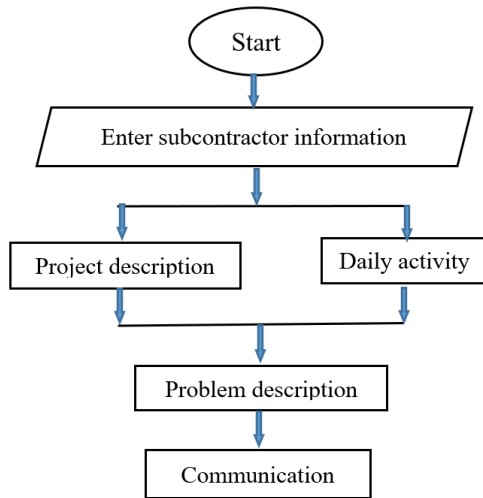 Start
Enter subcontractor information
Project description
Daily activity
Problem description
Communication